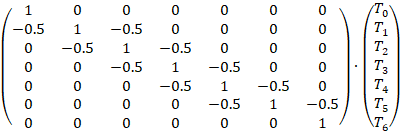 1 0 0 0 0 0 0 T₀
−0.5 1 −0.5 0 0 0 0 T₁
0 −0.5 1 −0.5 0 0 0 T₂
0 0 −0.5 1 −0.5 0 0 · T₃
0 0 0 −0.5 1 −0.5 0 T₄
0 0 0 0 −0.5 1 −0.5 T₅
0 0 0 0 0 0 1 T₆